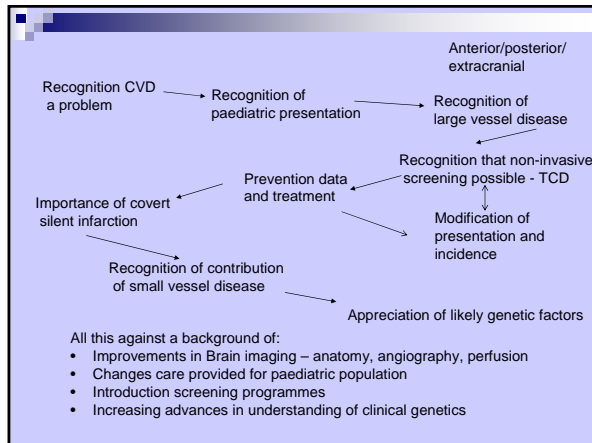 Anterior/posterior/
extracranial
Recognition CVD
a problem
Recognition of
paediatric presentation
Recognition of
large vessel disease
Recognition that non-invasive
screening possible - TCD
Prevention data
and treatment
Modification of
presentation and
incidence
Importance of covert
silent infarction
Recognition of contribution
of small vessel disease
Appreciation of likely genetic factors
All this against a background of:
• Improvements in Brain imaging – anatomy, angiography, perfusion
• Changes care provided for paediatric population
• Introduction screening programmes
• Increasing advances in understanding of clinical genetics